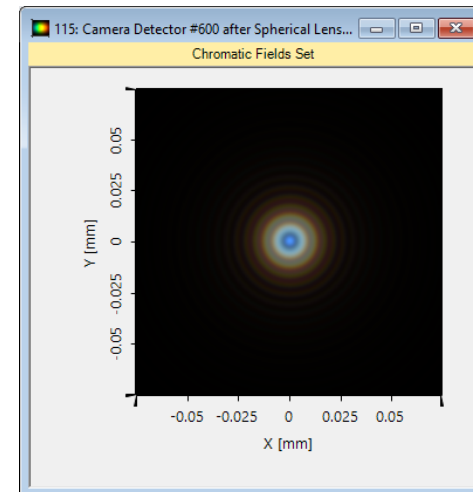 115: Camera Detector #600 after Spherical Lens...
Chromatic Fields Set
0.05
0.025
0
-0.025
-0.05
Y [mm]
-0.05 -0.025 0 0.025 0.05
X [mm]